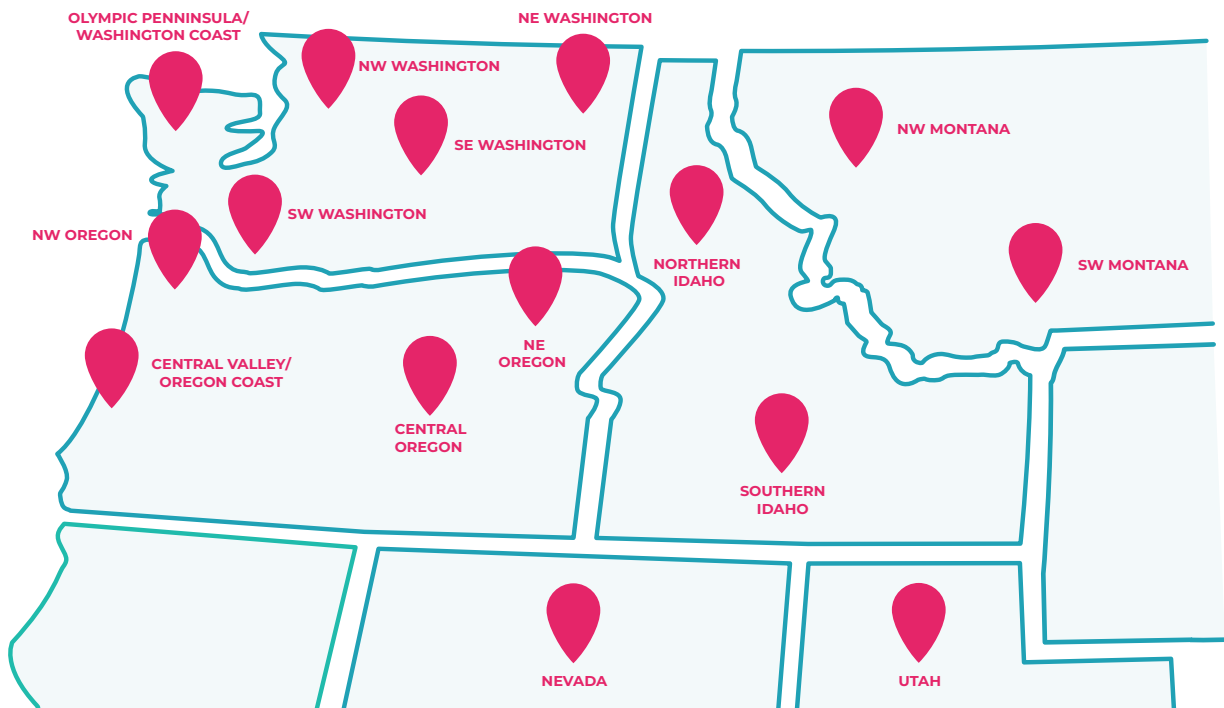 OLYMPIC PENNINSULA/
WASHINGTON COAST
NE WASHINGTON
NW WASHINGTON
NW MONTANA
SE WASHINGTON
SW WASHINGTON
NW OREGON
NORTHERN
IDAHO
SW MONTANA
NE
OREGON
CENTRAL VALLEY/
OREGON COAST
CENTRAL
OREGON
SOUTHERN
IDAHO
NEVADA
UTAH